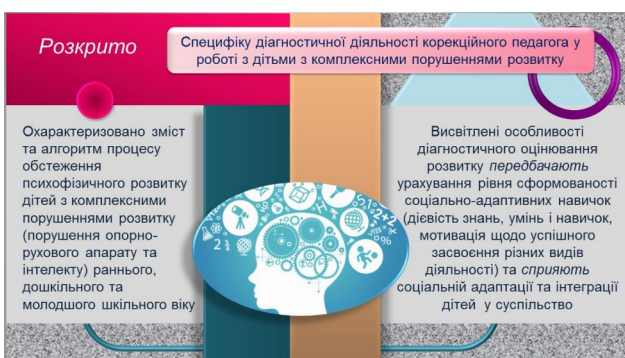 Розкрито
Специфіку діагностичної діяльності корекційного педагога у
роботі з дітьми з комплексними порушеннями розвитку
Охарактеризовано зміст
та алгоритм процесу
обстеження
психофізичного розвитку
дітей з комплексними
порушеннями розвитку
(порушення опорно-
рухового апарату та
інтелекту) раннього,
дошкільного та
молодшого шкільного віку
Висвітлені особливості
діагностичного оцінювання
розвитку передбачають
урахування рівня сформованості
соціально-адаптивних навичок
(дієвість знань, умінь і навичок,
мотивація щодо успішного
засвоєння різних видів
діяльності) та сприяють
соціальній адаптації та інтеграції
дітей у суспільство